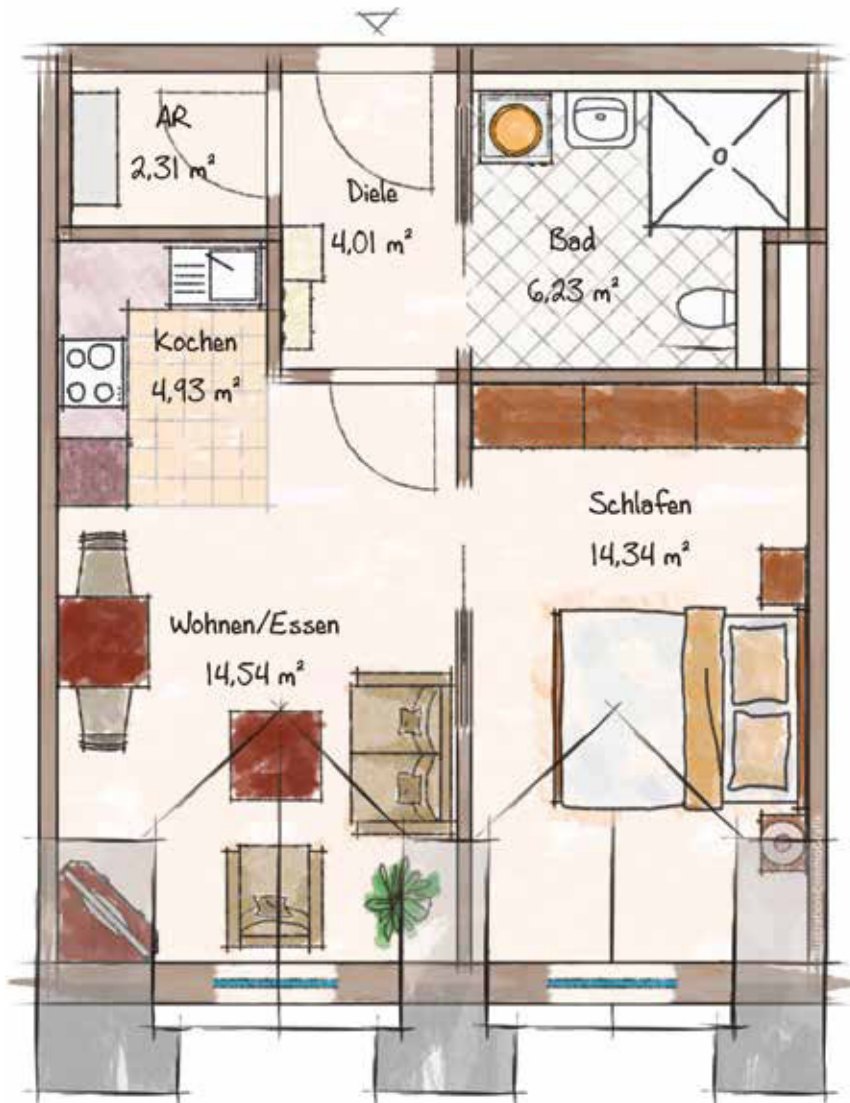 AR
2,31 m²
Diele
4,01 m²
Bad
6,23 m²
Kochen
4,93 m²
Schlafen
14,34 m²
Wohnen/Essen
14,54 m²